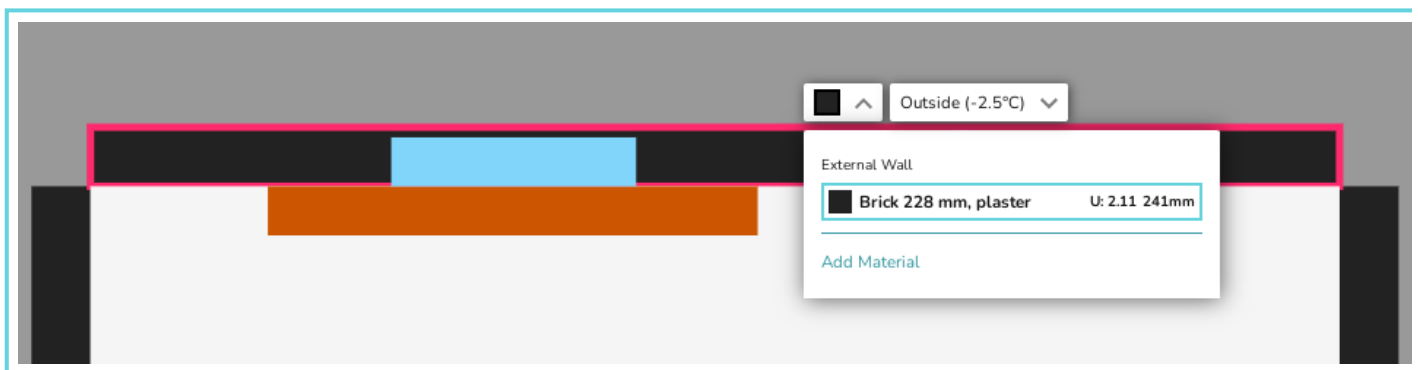 Outside (-2.5°C)
External Wall
Brick 228 mm, plaster U: 2.11 241mm
Add Material